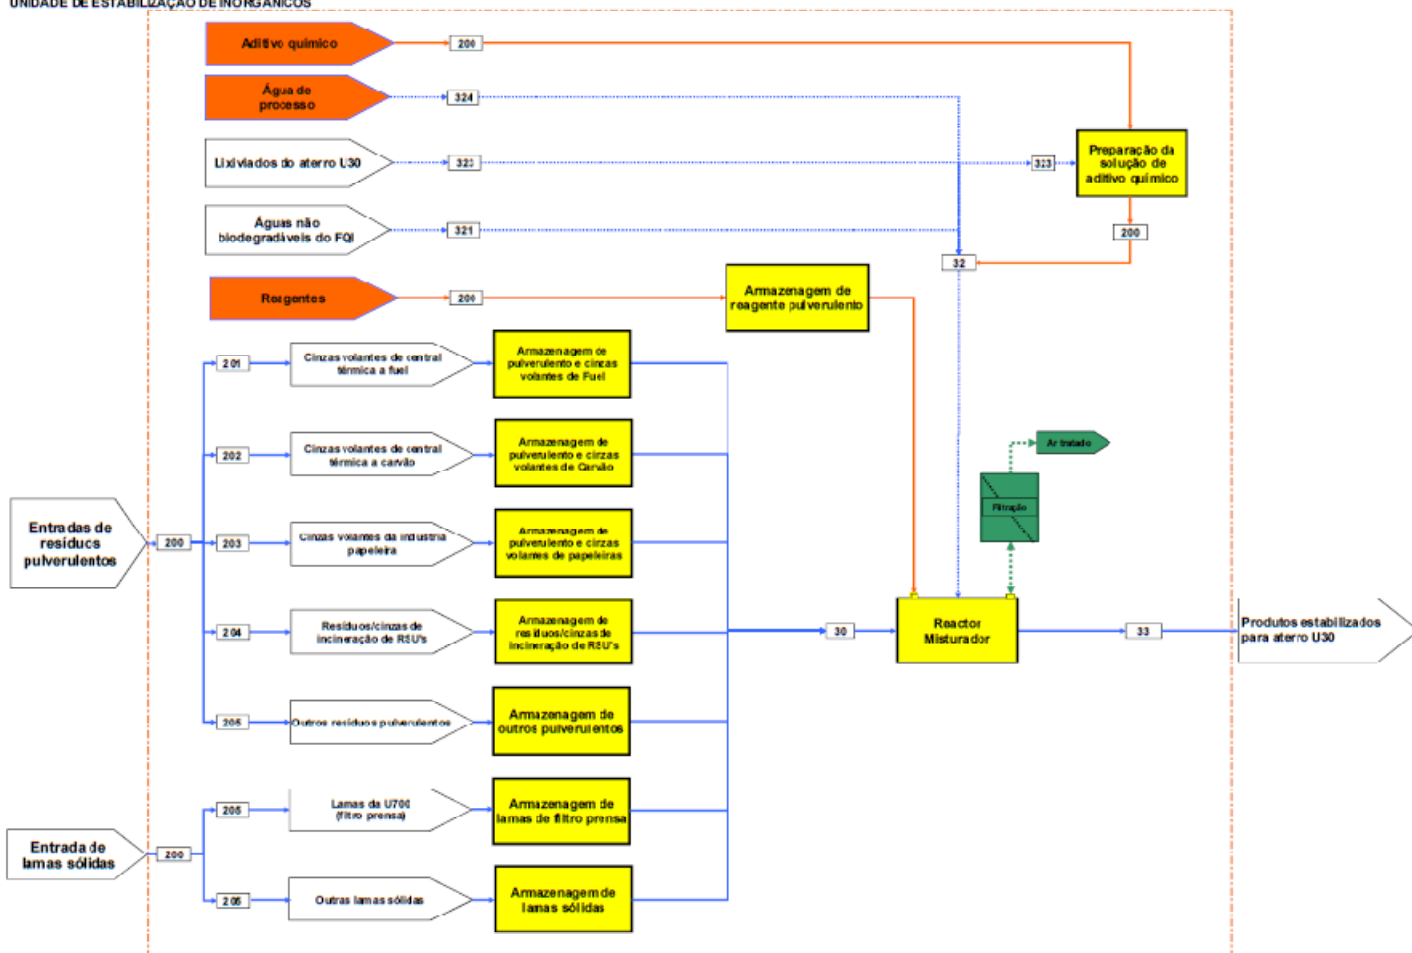 UNIDADE DE ESTABILIZAÇÃO DE INORGÂNICOS
Aditivo químico
200
Água de
processo
324
Lixiviados do aterro U30
323
323
Preparação da
solução de
aditivo químico
Águas não
biodegradáveis do FQI
321
200
32
Reagentes
200
Armazenagem de
reagente pulverulento
201
Cinzas volantes de central
térmica a fuel
Armazenagem de
pulverulento e cinzas
volantes de Fuel
202
Cinzas volantes de central
térmica a carvão
Armazenagem de
pulverulento e cinzas
volantes de Carvão
Ar tratado
Filtração
Entradas de
resíduos
pulverulentos
200
203
Cinzas volantes da industria
papeleira
Armazenagem de
pulverulento e cinzas
volantes de papeleiras
204
Resíduos/cinzas de
incineração de RSU's
Armazenagem de
resíduos/cinzas de
incineração de RSU's
30
Reactor
Misturador
33
Produtos estabilizados
para aterro U30
205
Outros resíduos pulverulentos
Armazenagem de
outros pulverulentos
205
Lamas da U700
(filtro prensa)
Armazenagem de
lamas de filtro prensa
Entrada de
lamas sólidas
200
205
Outras lamas sólidas
Armazenagem de
lamas sólidas